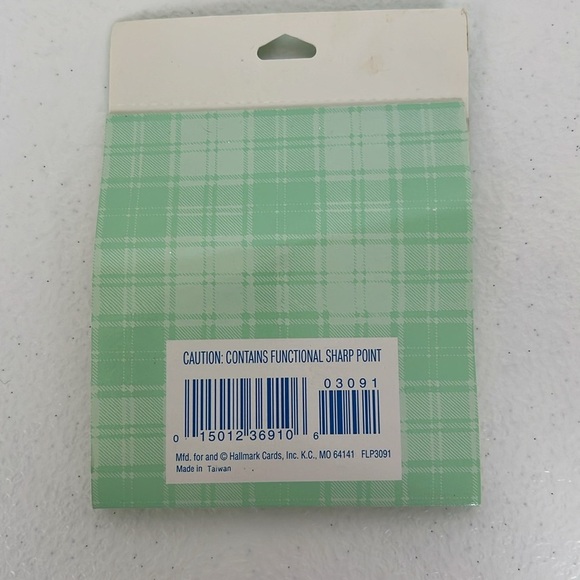 CAUTION: CONTAINS FUNCTIONAL SHARP POINT
03091
0 15012 36910 6
Mfd. for and © Hallmark Cards, Inc. K.C., MO 64141 FLP3091
Made in Taiwan